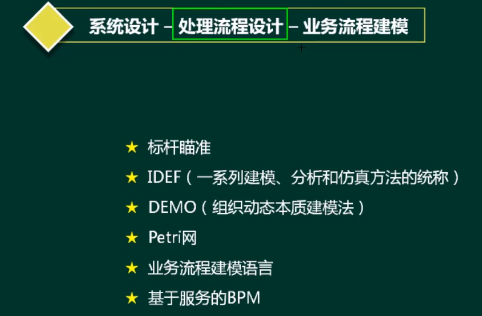 系统设计 – 处理流程设计 – 业务流程建模
★ 标杆瞄准
★ IDEF（一系列建模、分析和仿真方法的统称）
★ DEMO（组织动态本质建模法）
★ Petri网
★ 业务流程建模语言
★ 基于服务的BPM